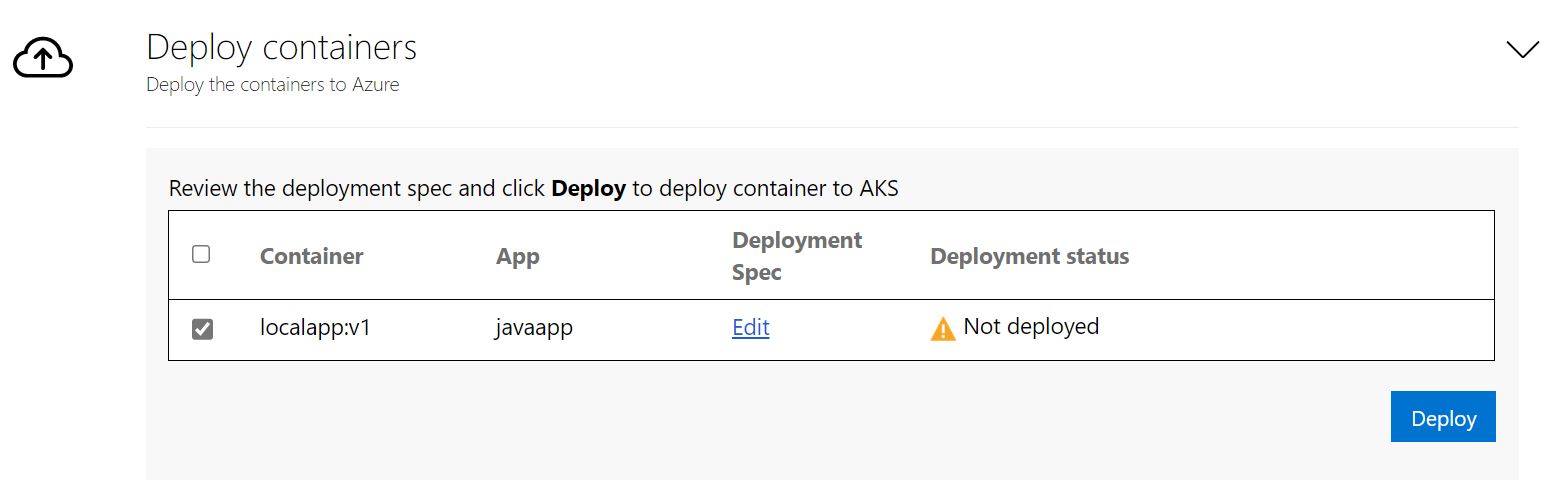 Deploy containers
Deploy the containers to Azure
Review the deployment spec and click Deploy to deploy container to AKS
Container App Deployment Spec Deployment status
localapp:v1 javaapp Edit Not deployed
Deploy